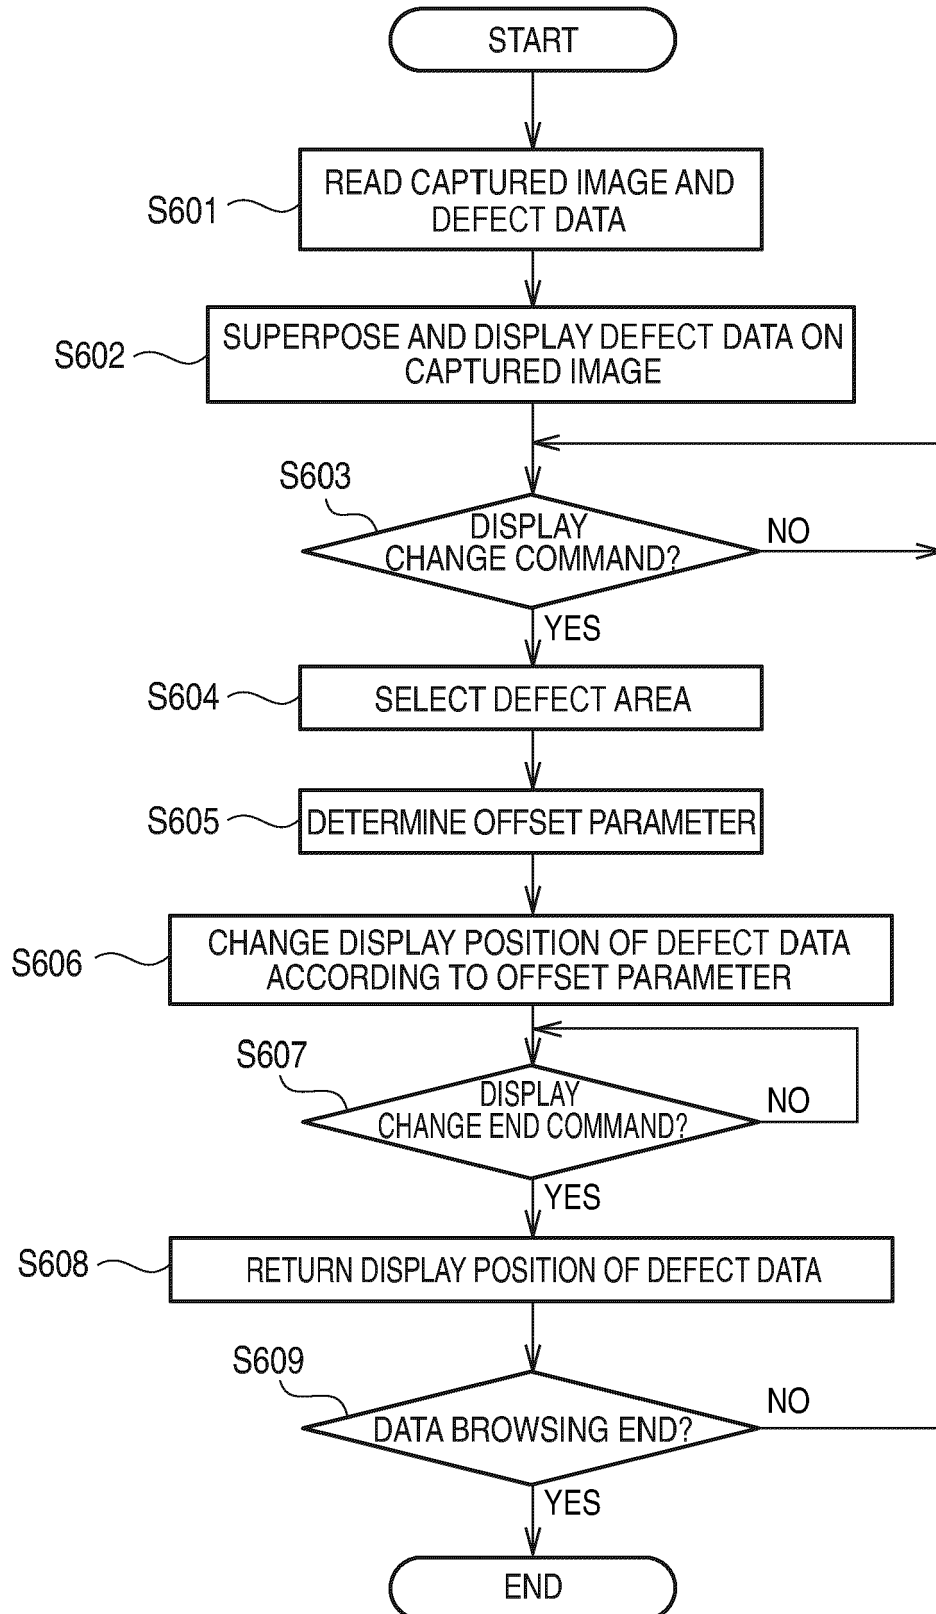 START
S601
READ CAPTURED IMAGE AND
DEFECT DATA
S602
SUPERPOSE AND DISPLAY DEFECT DATA ON
CAPTURED IMAGE
S603
DISPLAY
CHANGE COMMAND?
NO
YES
S604
SELECT DEFECT AREA
S605
DETERMINE OFFSET PARAMETER
S606
CHANGE DISPLAY POSITION OF DEFECT DATA
ACCORDING TO OFFSET PARAMETER
S607
DISPLAY
CHANGE END COMMAND?
NO
YES
S608
RETURN DISPLAY POSITION OF DEFECT DATA
S609
DATA BROWSING END?
NO
YES
END